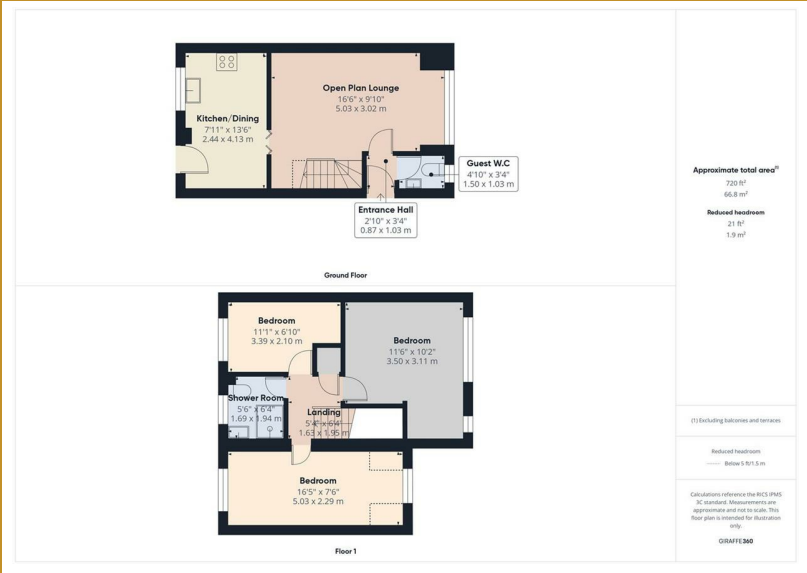 Open Plan Lounge
16'6" x 9'10"
5.03 x 3.02 m
Kitchen/Dining
7'11" x 13'6"
2.44 x 4.13 m
Guest W.C
4'10" x 3'4"
1.50 x 1.03 m
Entrance Hall
2'10" x 3'4"
0.87 x 1.03 m
Ground Floor
Bedroom
11'1" x 6'10"
3.39 x 2.10 m
Bedroom
11'6" x 10'2"
3.50 x 3.11 m
Shower Room
5'6" x 6'4"
1.69 x 1.94 m
Landing
5'4" x 6'4"
1.63 x 1.95 m
Bedroom
16'5" x 7'6"
5.03 x 2.29 m
Floor 1
Approximate total area(1)
720 ft²
66.8 m²
Reduced headroom
21 ft²
1.9 m²
(1) Excluding balconies and terraces
Reduced headroom
Below 5 ft/1.5 m
Calculations reference the RICS IPMS
3C standard. Measurements are
approximate and not to scale. This
floor plan is intended for illustration
only.
GIRAFFE360